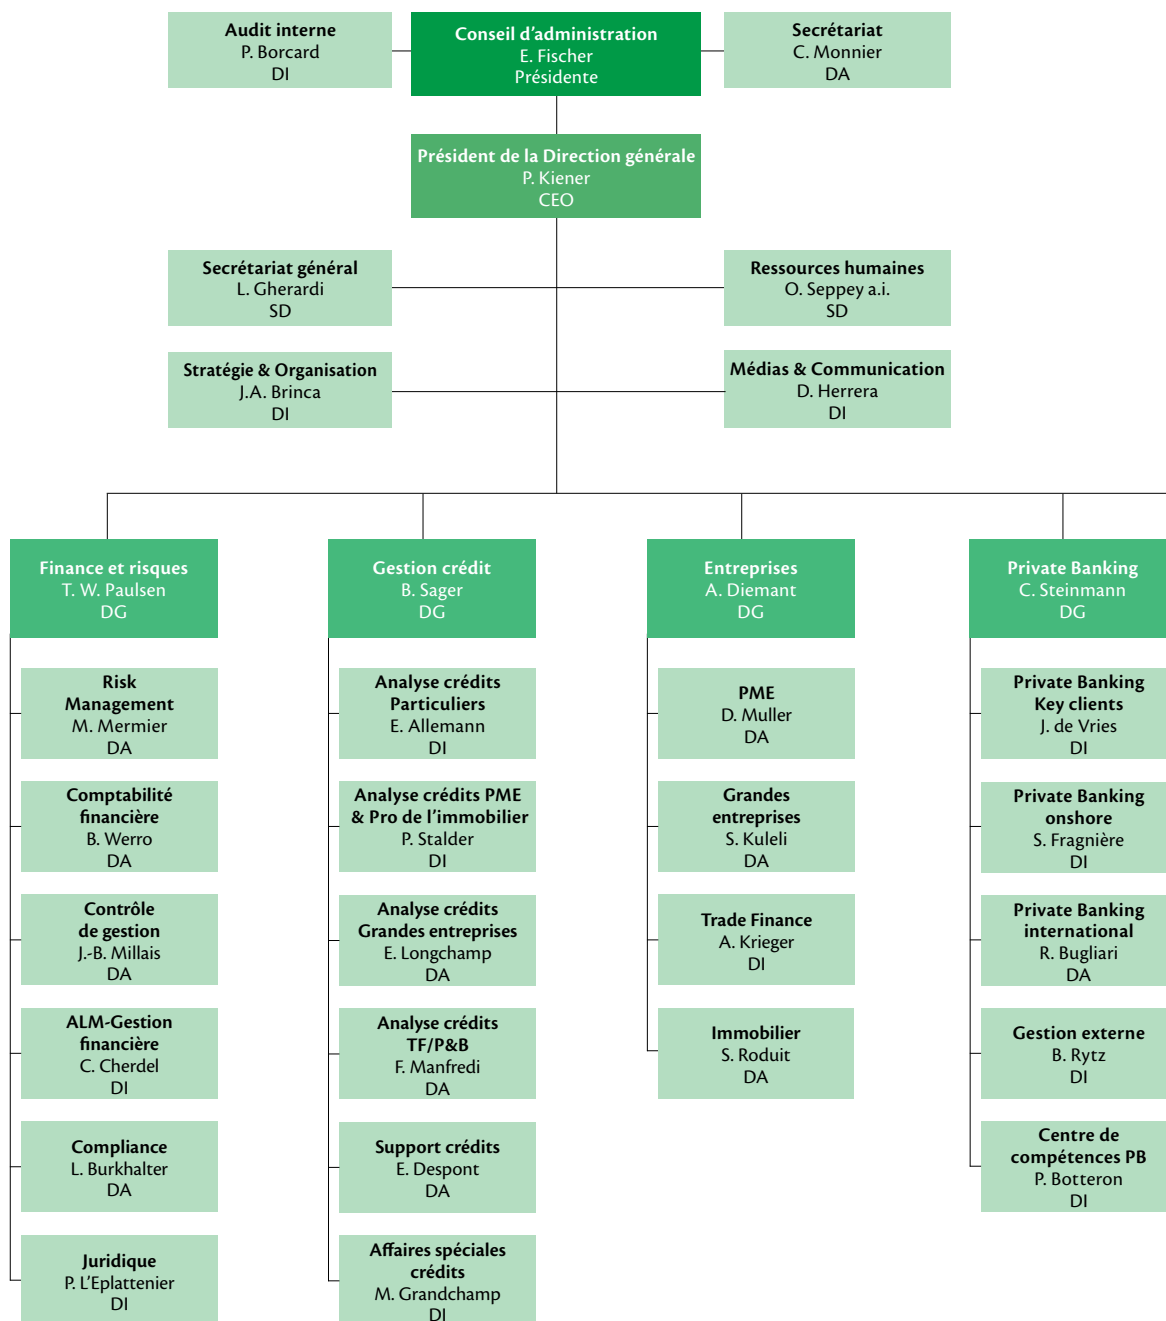 Audit interne
P. Borcard
DI
Conseil d’administration
E. Fischer
Présidente
Secrétariat
C. Monnier
DA
Président de la Direction générale
P. Kiener
CEO
Secrétariat général
L. Gherardi
SD
Ressources humaines
O. Seppey a.i.
SD
Stratégie & Organisation
J.A. Brinca
DI
Médias & Communication
D. Herrera
DI
Finance et risques
T. W. Paulsen
DG
Risk
Management
M. Mermier
DA
Comptabilité
financière
B. Werro
DA
Contrôle
de gestion
J.-B. Millais
DA
ALM-Gestion
financière
C. Cherdel
DI
Compliance
L. Burkhalter
DA
Juridique
P. L’Eplattenier
DI
Gestion crédit
B. Sager
DG
Analyse crédits
Particuliers
E. Allemann
DI
Analyse crédits PME
& Pro de l’immobilier
P. Stalder
DI
Analyse crédits
Grandes entreprises
E. Longchamp
DA
Analyse crédits
TF/P&B
F. Manfredi
DA
Support crédits
E. Despont
DA
Affaires spéciales
crédits
M. Grandchamp
DI
Entreprises
A. Diemant
DG
PME
D. Muller
DA
Grandes
entreprises
S. Kuleli
DA
Trade Finance
A. Krieger
DI
Immobilier
S. Roduit
DA
Private Banking
C. Steinmann
DG
Private Banking
Key clients
J. de Vries
DI
Private Banking
onshore
S. Fragnière
DI
Private Banking
international
R. Bugliari
DA
Gestion externe
B. Rytz
DI
Centre de
compétences PB
P. Botteron
DI